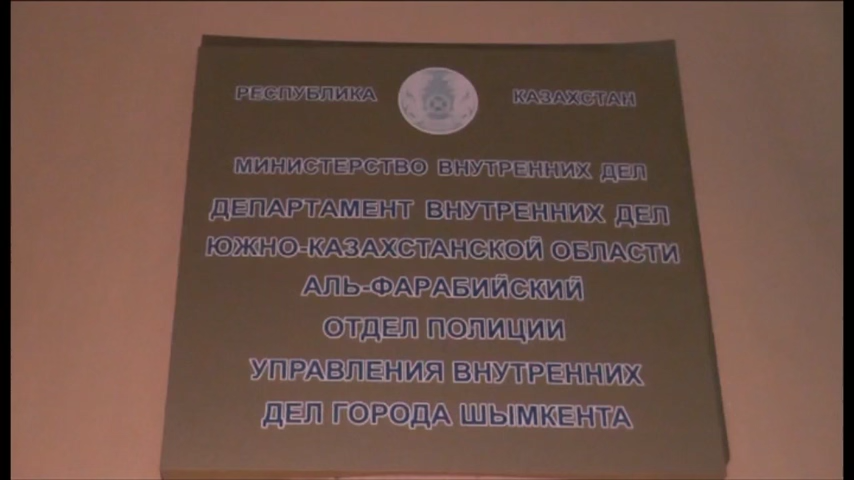 РЕСПУБЛИКА КАЗАХСТАН
МИНИСТЕРСТВО ВНУТРЕННИХ ДЕЛ
ДЕПАРТАМЕНТ ВНУТРЕННИХ ДЕЛ
ЮЖНО-КАЗАХСТАНСКОЙ ОБЛАСТИ
АЛЬ-ФАРАБИЙСКИЙ
ОТДЕЛ ПОЛИЦИИ
УПРАВЛЕНИЯ ВНУТРЕННИХ
ДЕЛ ГОРОДА ШЫМКЕНТА